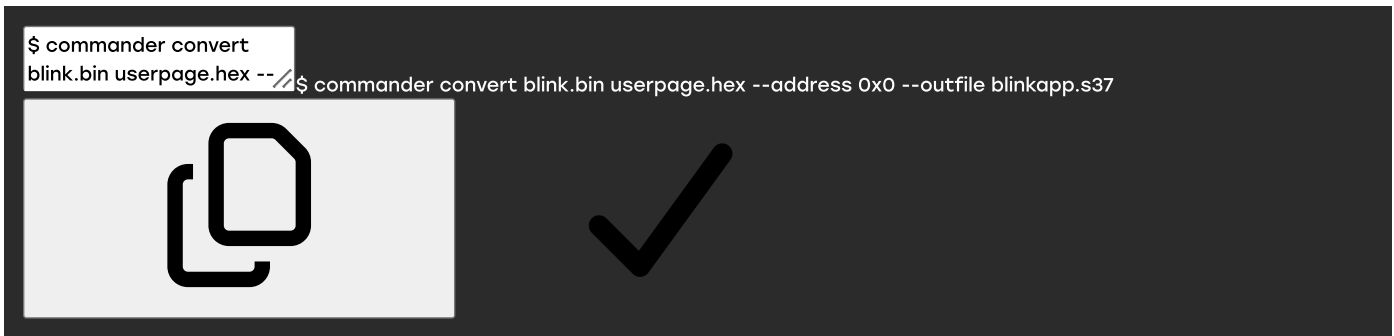 $ commander convert
blink.bin userpage.hex --
$ commander convert blink.bin userpage.hex --address 0x0 --outfile blinkapp.s37